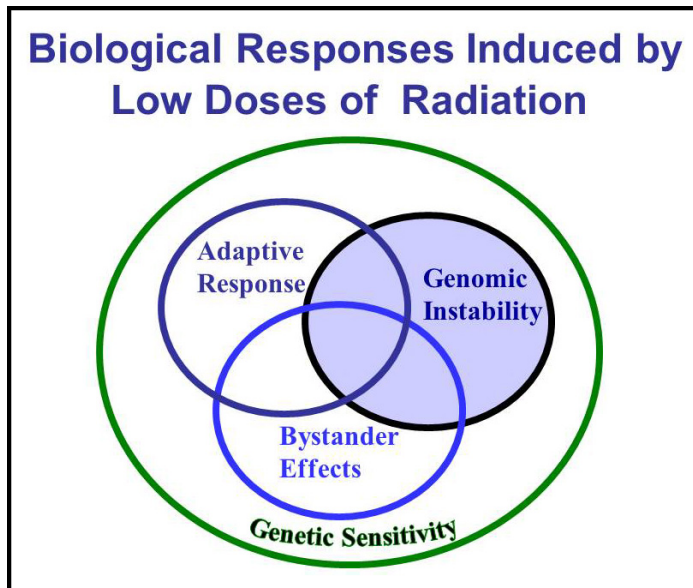 Biological Responses Induced by
Low Doses of Radiation
Adaptive
Response
Genomic
Instability
Bystander
Effects
Genetic Sensitivity